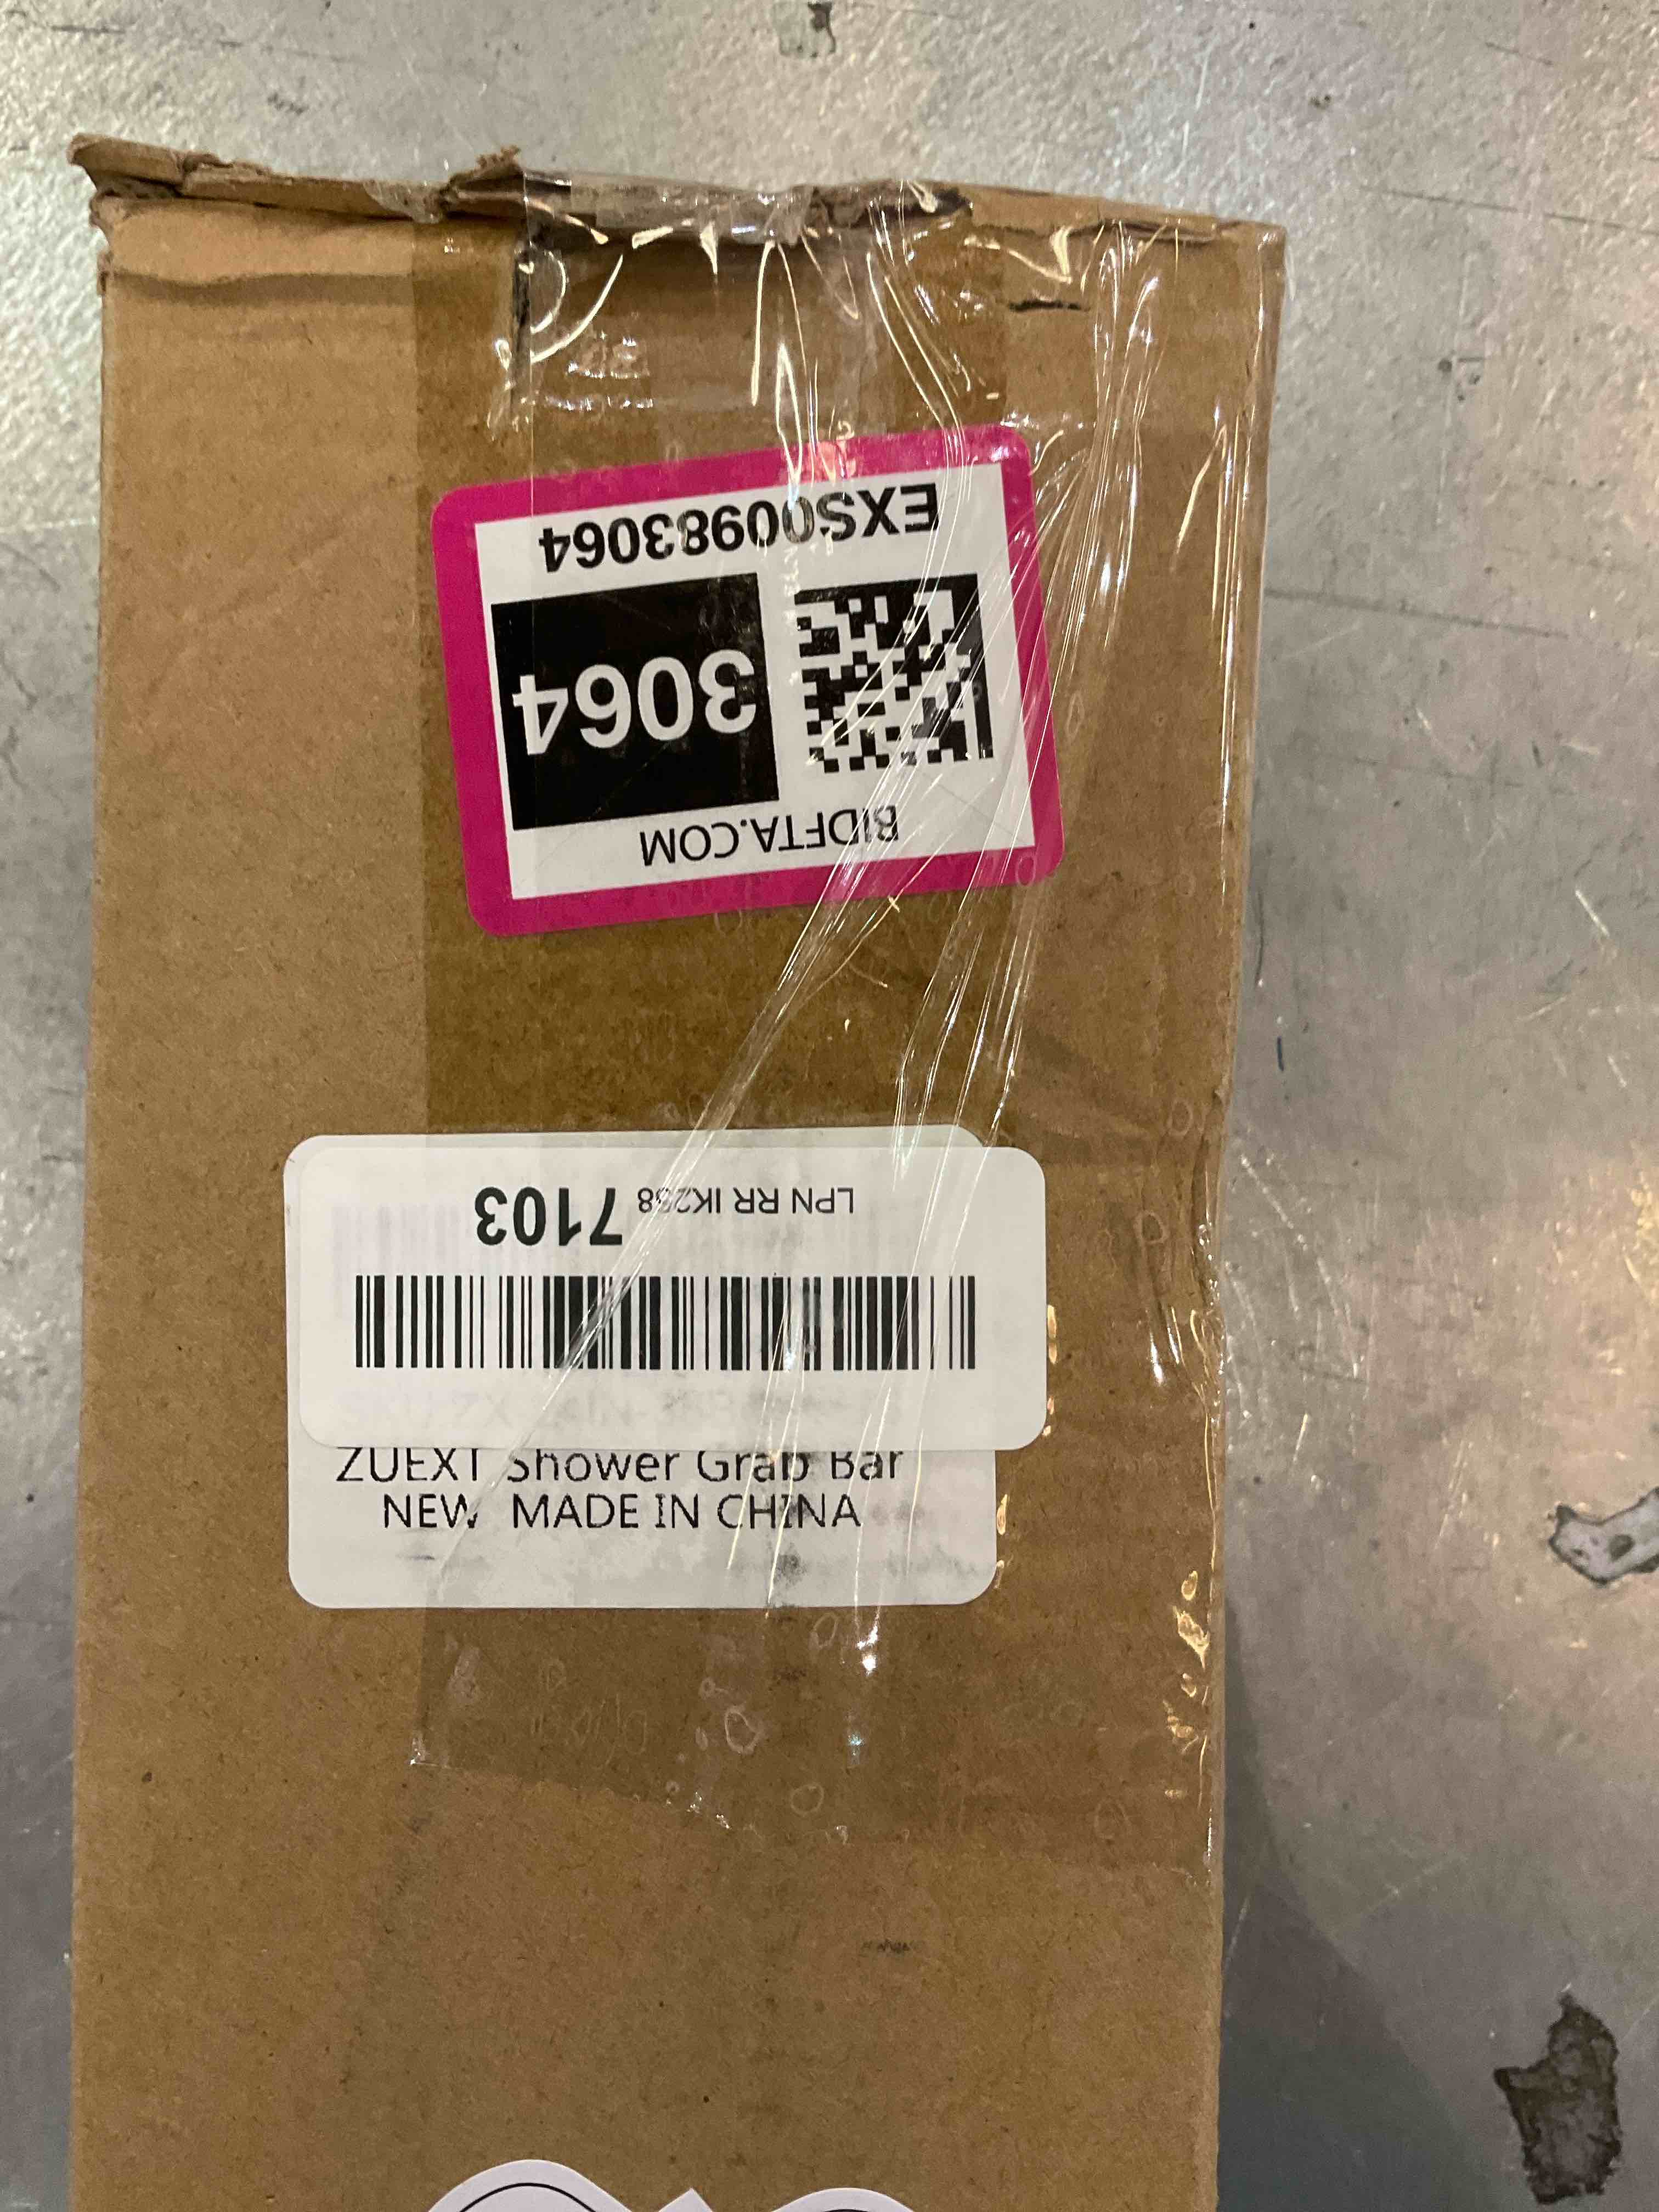 EXS00983064
3064
BIDFTA.COM
LPN RR IK258 7103
ZUEXT Shower Grab Bar
NEW MADE IN CHINA